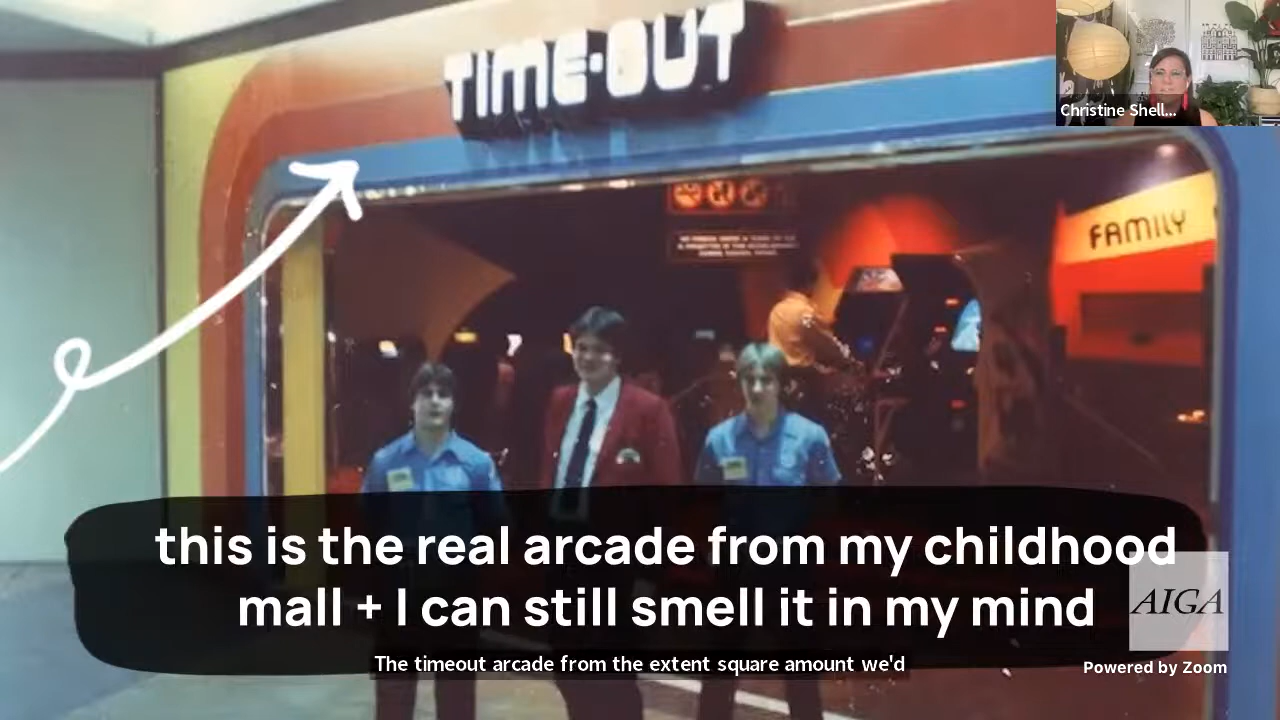 TIME-OUT
Christine Shell...
FAMILY
this is the real arcade from my childhood
mall + I can still smell it in my mind
AIGA
The timeout arcade from the extent square amount we'd
Powered by Zoom